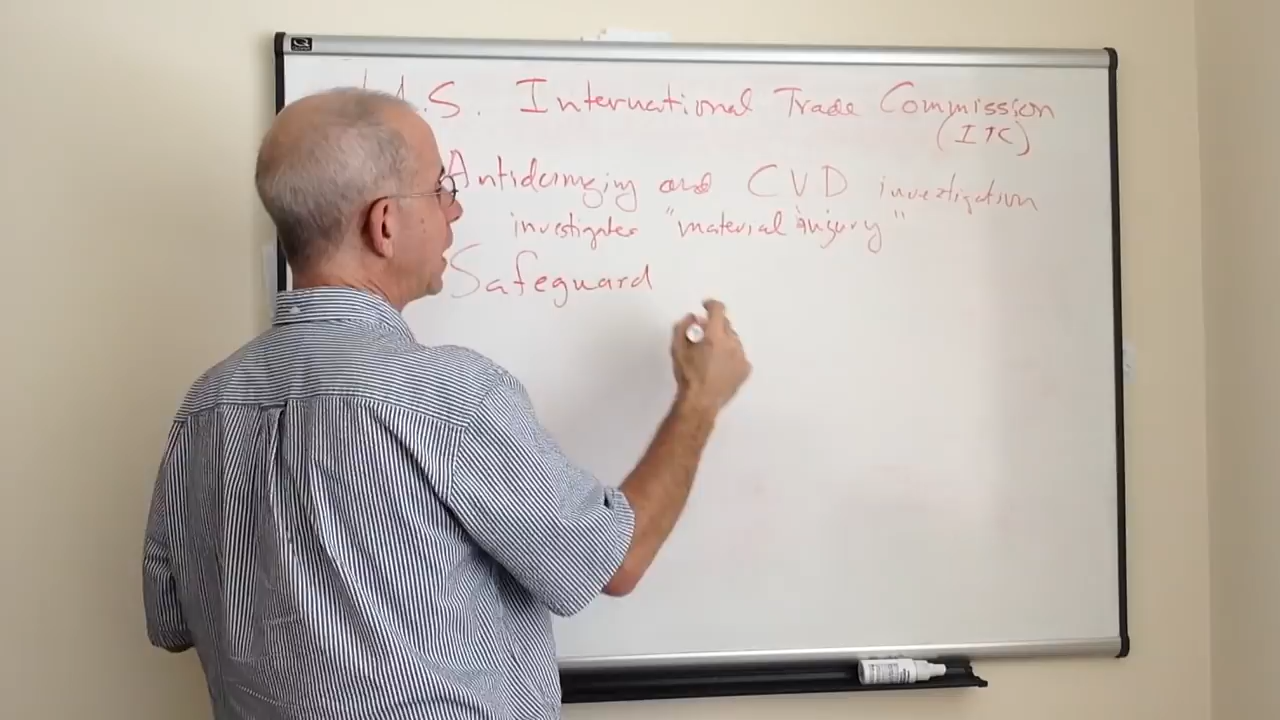 U.S. International Trade Commission
(ITC)
Antidumping and CVD investigation
investigates "material injury"
Safeguard